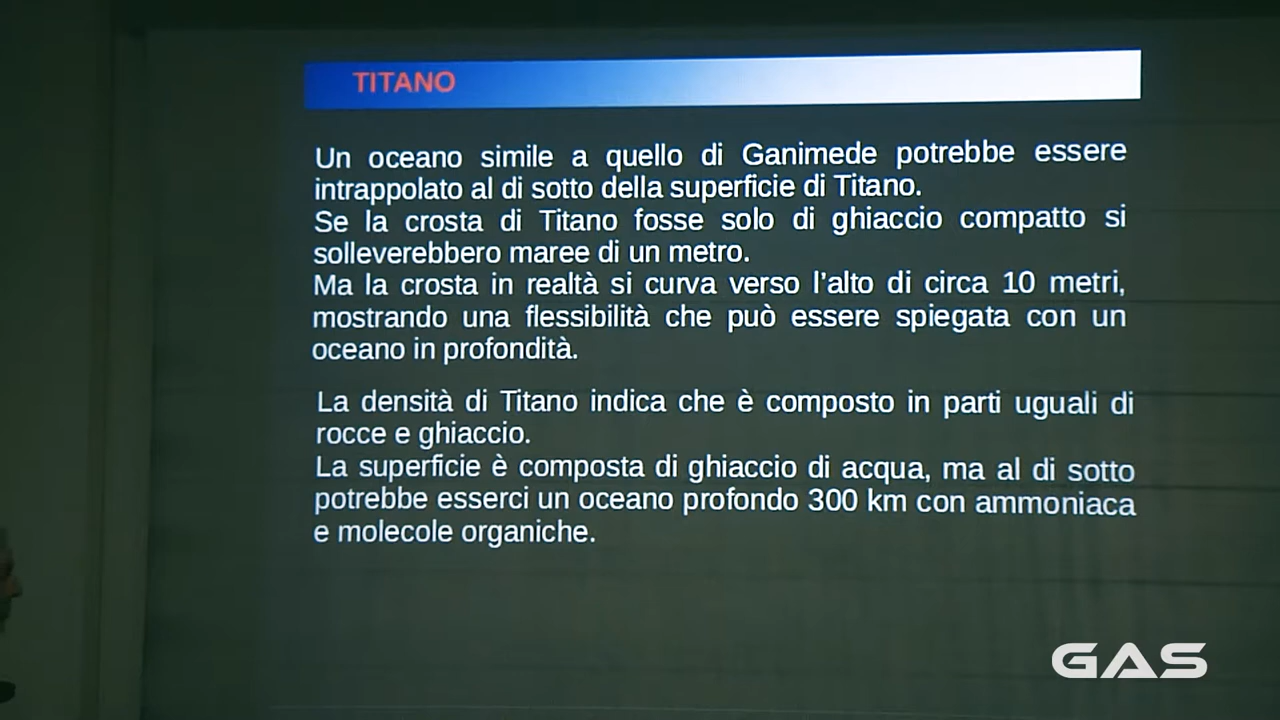 TITANO
Un oceano simile a quello di Ganimede potrebbe essere
intrappolato al di sotto della superficie di Titano.
Se la crosta di Titano fosse solo di ghiaccio compatto si
solleverebbero maree di un metro.
Ma la crosta in realtà si curva verso l'alto di circa 10 metri,
mostrando una flessibilità che può essere spiegata con un
oceano in profondità.
La densità di Titano indica che è composto in parti uguali di
rocce e ghiaccio.
La superficie è composta di ghiaccio di acqua, ma al di sotto
potrebbe esserci un oceano profondo 300 km con ammoniaca
e molecole organiche.
GAS